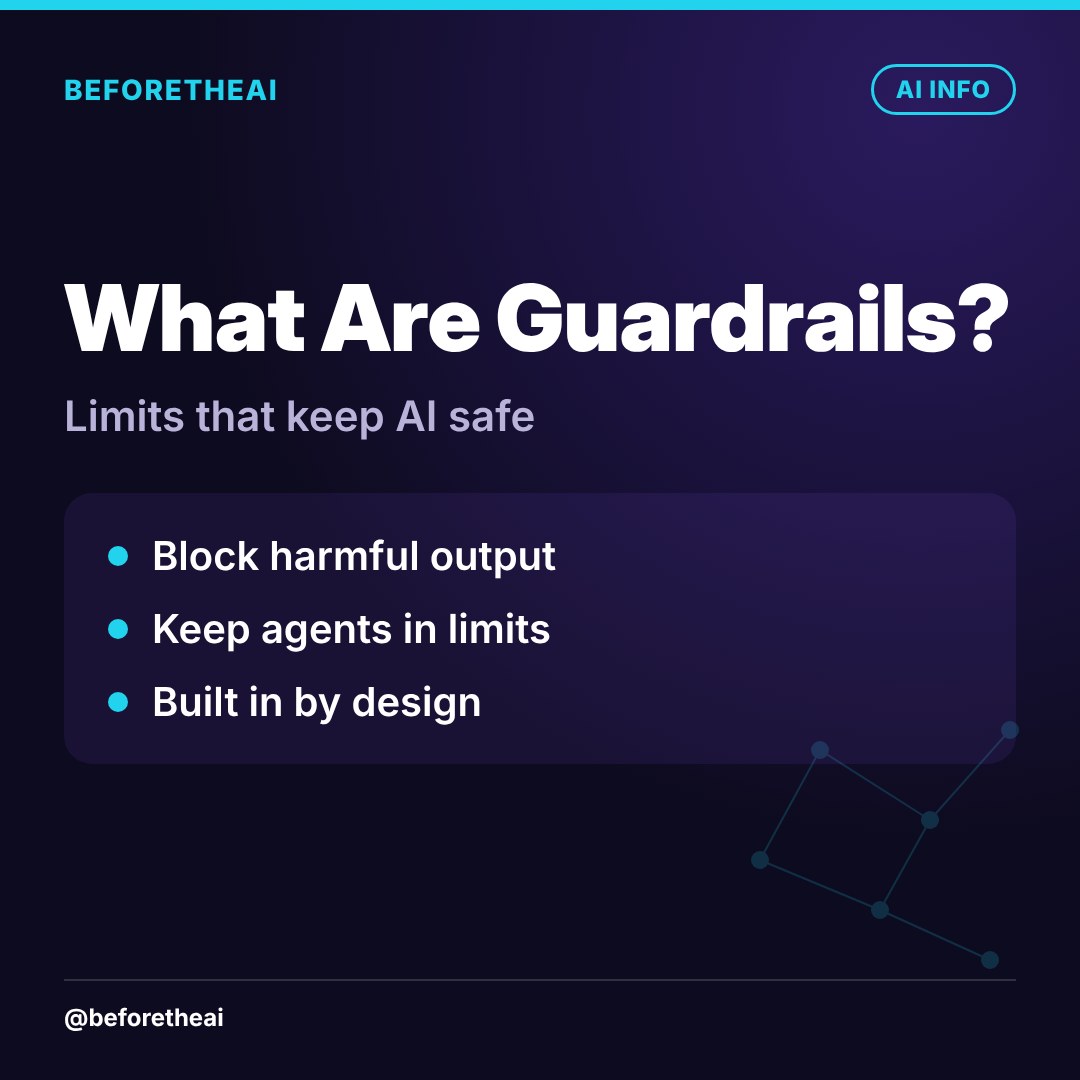 BEFORETHEAI
AI INFO
What Are Guardrails?
Limits that keep AI safe
Block harmful output
Keep agents in limits
Built in by design
@beforetheai